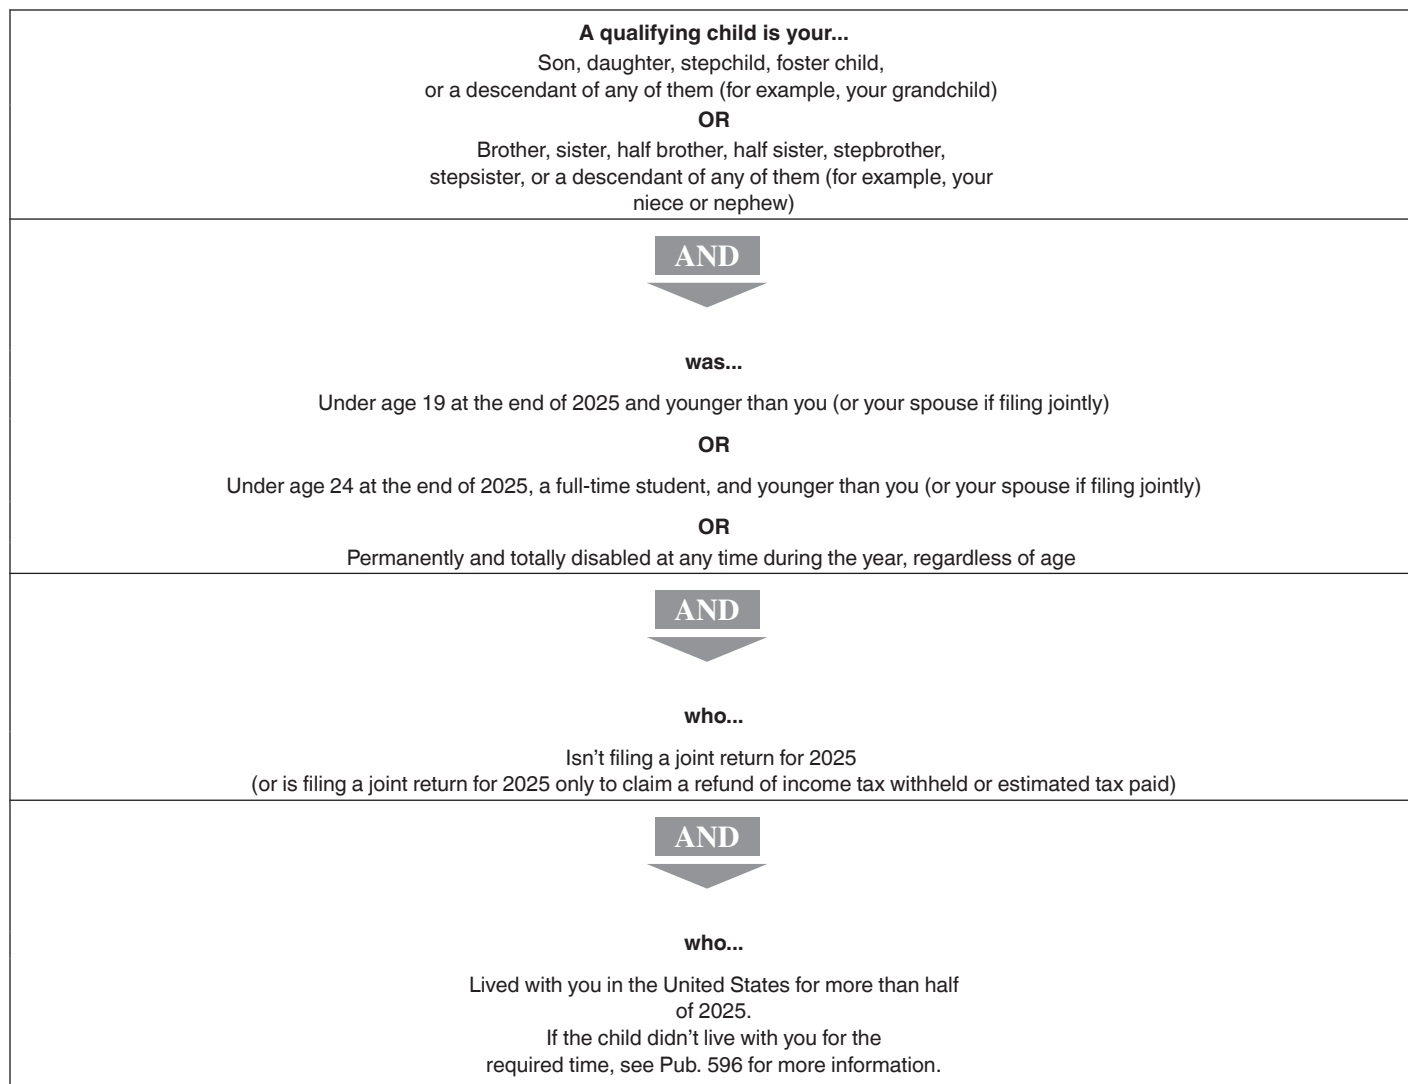 A qualifying child is your...
Son, daughter, stepchild, foster child,
or a descendant of any of them (for example, your grandchild)
OR
Brother, sister, half brother, half sister, stepbrother,
stepsister, or a descendant of any of them (for example, your
niece or nephew)
AND
was...
Under age 19 at the end of 2025 and younger than you (or your spouse if filing jointly)
OR
Under age 24 at the end of 2025, a full-time student, and younger than you (or your spouse if filing jointly)
OR
Permanently and totally disabled at any time during the year, regardless of age
AND
who...
Isn’t filing a joint return for 2025
(or is filing a joint return for 2025 only to claim a refund of income tax withheld or estimated tax paid)
AND
who...
Lived with you in the United States for more than half
of 2025.
If the child didn’t live with you for the
required time, see Pub. 596 for more information.